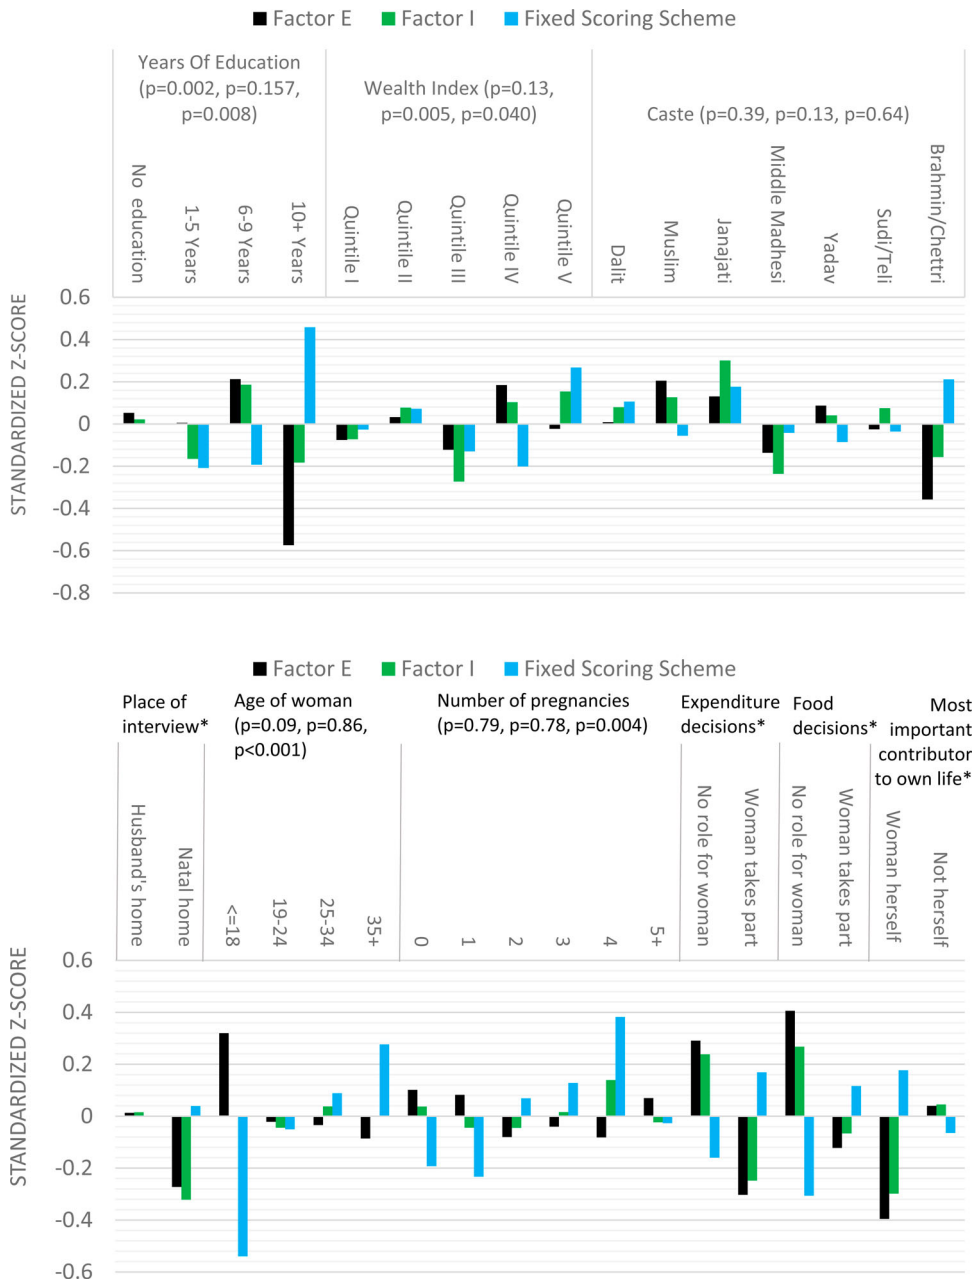 Factor E Factor I Fixed Scoring Scheme
Years Of Education
(p=0.002, p=0.157,
p=0.008)
Wealth Index (p=0.13,
p=0.005, p=0.040)
Caste (p=0.39, p=0.13, p=0.64)
No education
1-5 Years
6-9 Years
10+ Years
Quintile I
Quintile II
Quintile III
Quintile IV
Quintile V
Dalit
Muslim
Janajati
Middle Madhesi
Yadav
Sudi/Teli
Brahmin/Chettri
STANDARDIZED Z-SCORE
0.6
0.4
0.2
0
-0.2
-0.4
-0.6
-0.8
Factor E Factor I Fixed Scoring Scheme
Place of
interview*
Age of woman
(p=0.09, p=0.86,
p<0.001)
Number of pregnancies
(p=0.79, p=0.78, p=0.004)
Expenditure
decisions*
Food
decisions*
Most
important
contributor
to own life*
Husband's home
Natal home
<=18
19-24
25-34
35+
0
1
2
3
4
5+
No role for woman
Woman takes part
No role for woman
Woman takes part
Woman herself
Not herself
STANDARDIZED Z-SCORE
0.6
0.4
0.2
0
-0.2
-0.4
-0.6